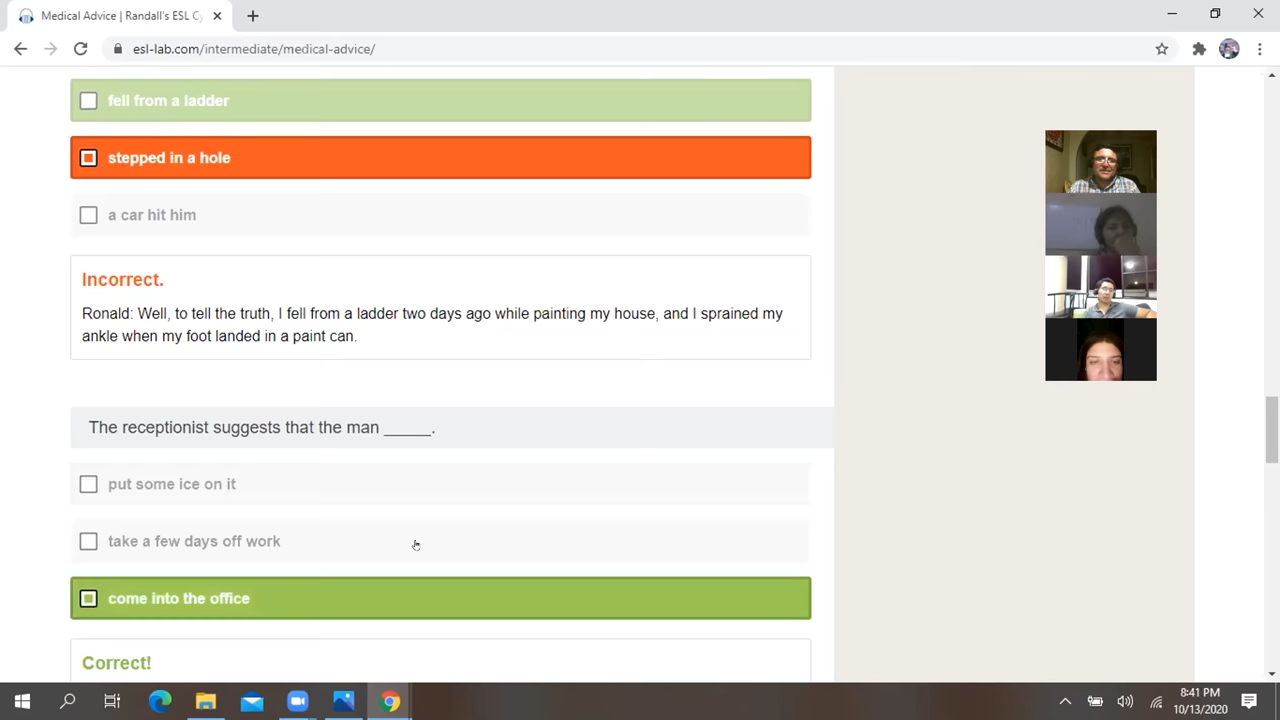 Medical Advice | Randall's ESL Cy
esl-lab.com/intermediate/medical-advice/
fell from a ladder
stepped in a hole
a car hit him
Incorrect.
Ronald: Well, to tell the truth, I fell from a ladder two days ago while painting my house, and I sprained my
ankle when my foot landed in a paint can.
The receptionist suggests that the man _____.
put some ice on it
take a few days off work
come into the office
Correct!
8:41 PM
10/13/2020